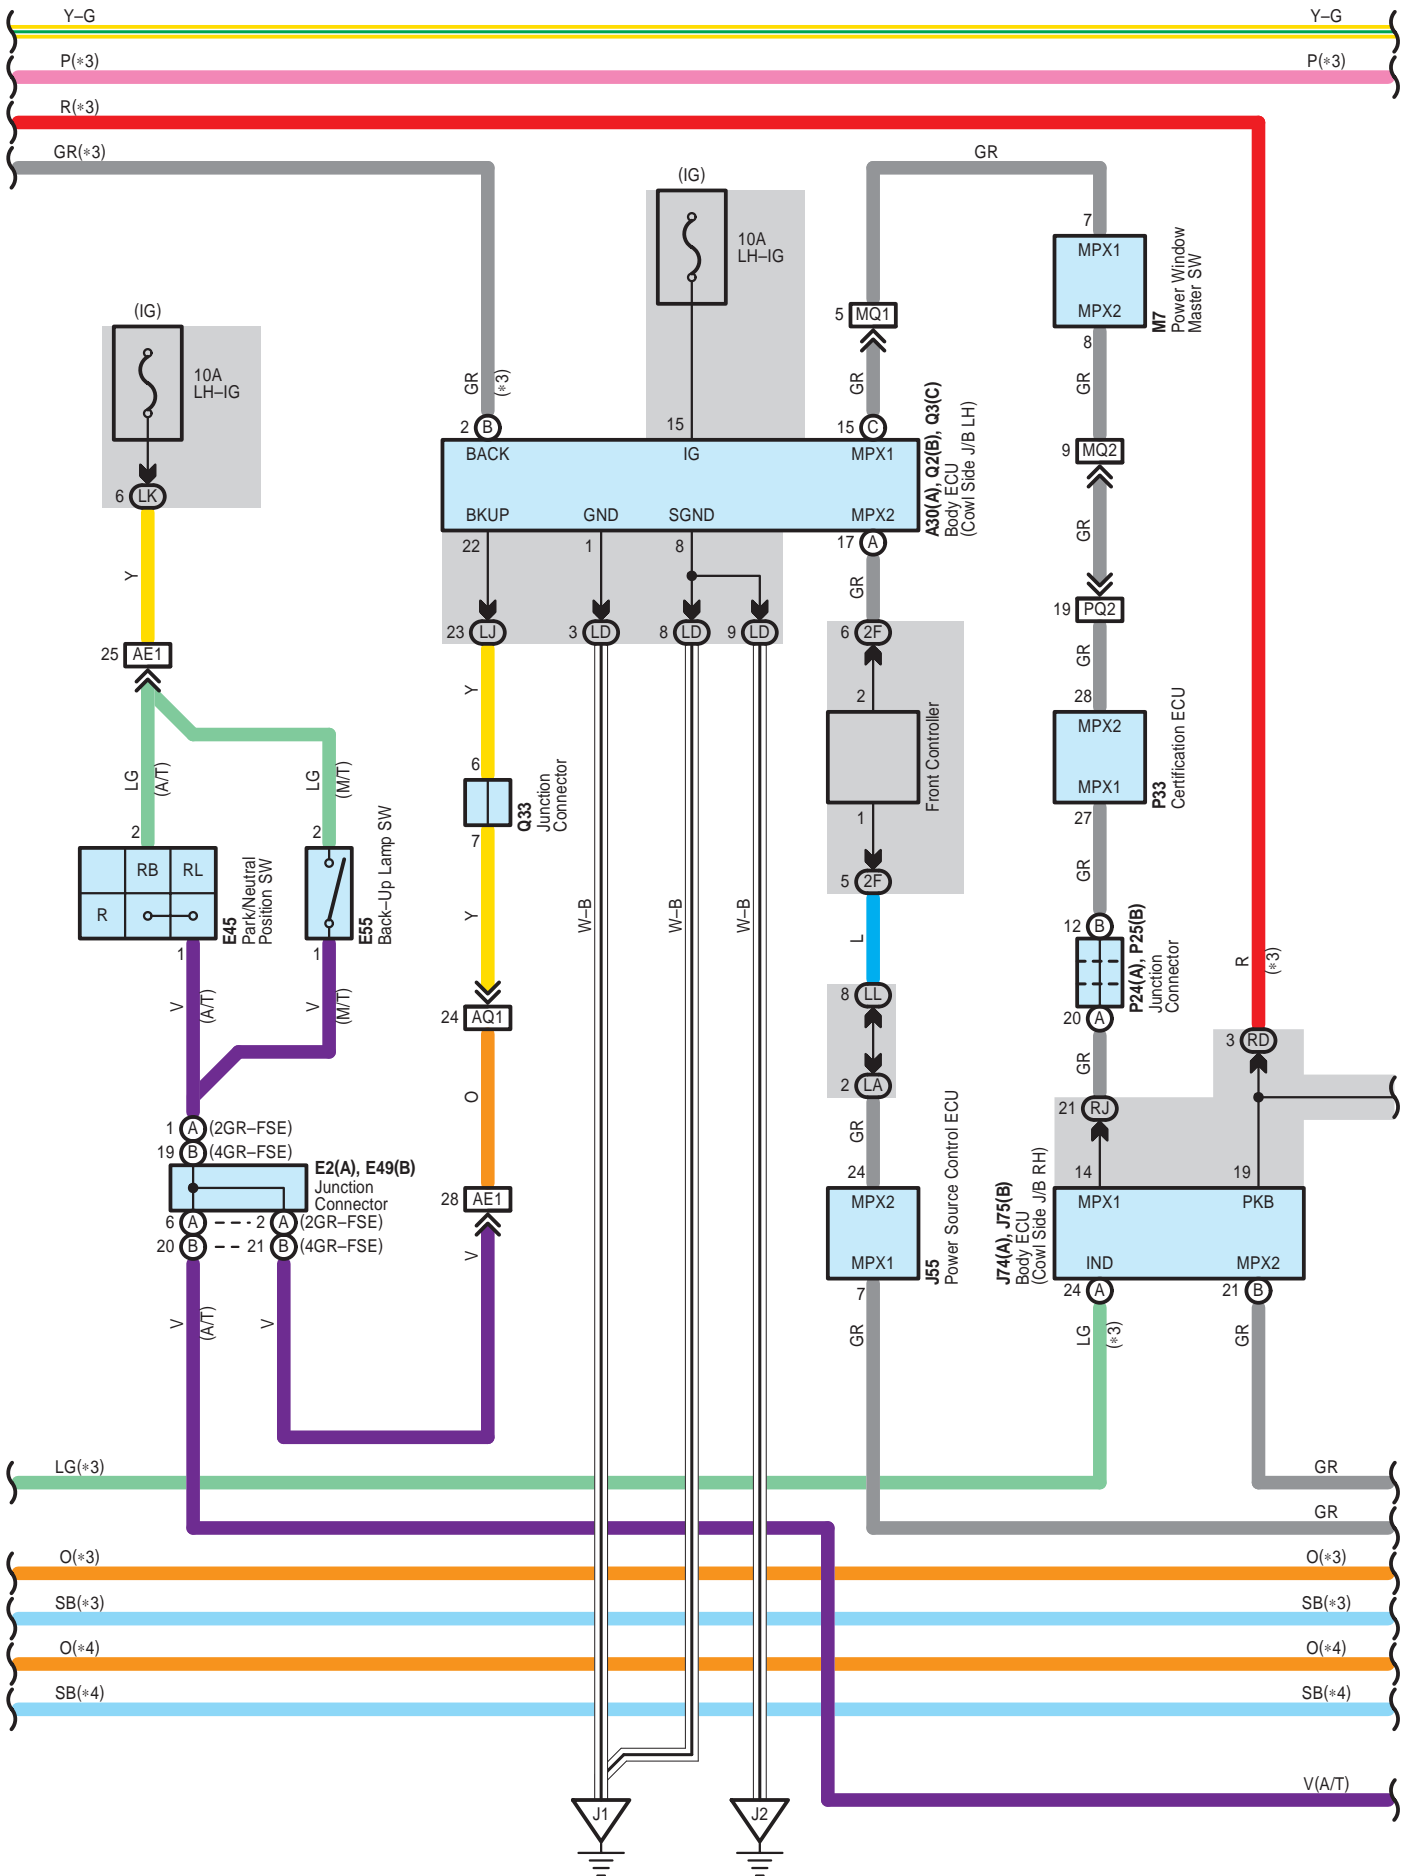 Y–G Y–G
P(*3) P(*3)
R(*3)
GR(*3) GR
(IG)
10A
LH–IG
7
MPX1
MPX2
M7
Power Window
Master SW
8
(IG)
10A
LH–IG
5 MQ1
GR
(*3)
GR
GR
6 LK
2 B
15
15 C
9 MQ2
BACK IG MPX1
BKUP GND SGND MPX2
A30(A), Q2(B), Q3(C)
Body ECU
(Cowl Side J/B LH)
22 1 8 17 A
GR
GR
Y
23 LJ 3 LD 8 LD 9 LD 6 2F
19 PQ2
25 AE1
GR
Y
2
28
MPX2
MPX1
P33
Certification ECU
27
Front Controller
1
LG
(A/T)
LG
(M/T)
6
Q33
Junction
Connector
7
2 2
RB RL
R
E45
Park/Neutral
Position SW
E55
Back–Up Lamp SW
1 1
5 2F
GR
Y
W–B W–B W–B
L
12 B
P24(A), P25(B)
Junction
Connector
20 A
R
(*3)
V
(A/T)
V
(M/T)
8 LL
24 AQ1
3 RD
GR
O
2 LA
21 RJ
1 A (2GR–FSE)
19 B (4GR–FSE)
E2(A), E49(B)
Junction
Connector
GR
6 A 2 A (2GR–FSE)
20 B 21 B (4GR–FSE)
28 AE1
24
MPX2
MPX1
J55
Power Source Control ECU
7
14 19
MPX1 PKB
IND MPX2
J74(A), J75(B)
Body ECU
(Cowl Side J/B RH)
24 A 21 B
V
V
(A/T)
V
GR
LG
(*3)
GR
LG(*3) GR
GR
O(*3) O(*3)
SB(*3) SB(*3)
O(*4) O(*4)
SB(*4) SB(*4)
V(A/T)
J1 J2